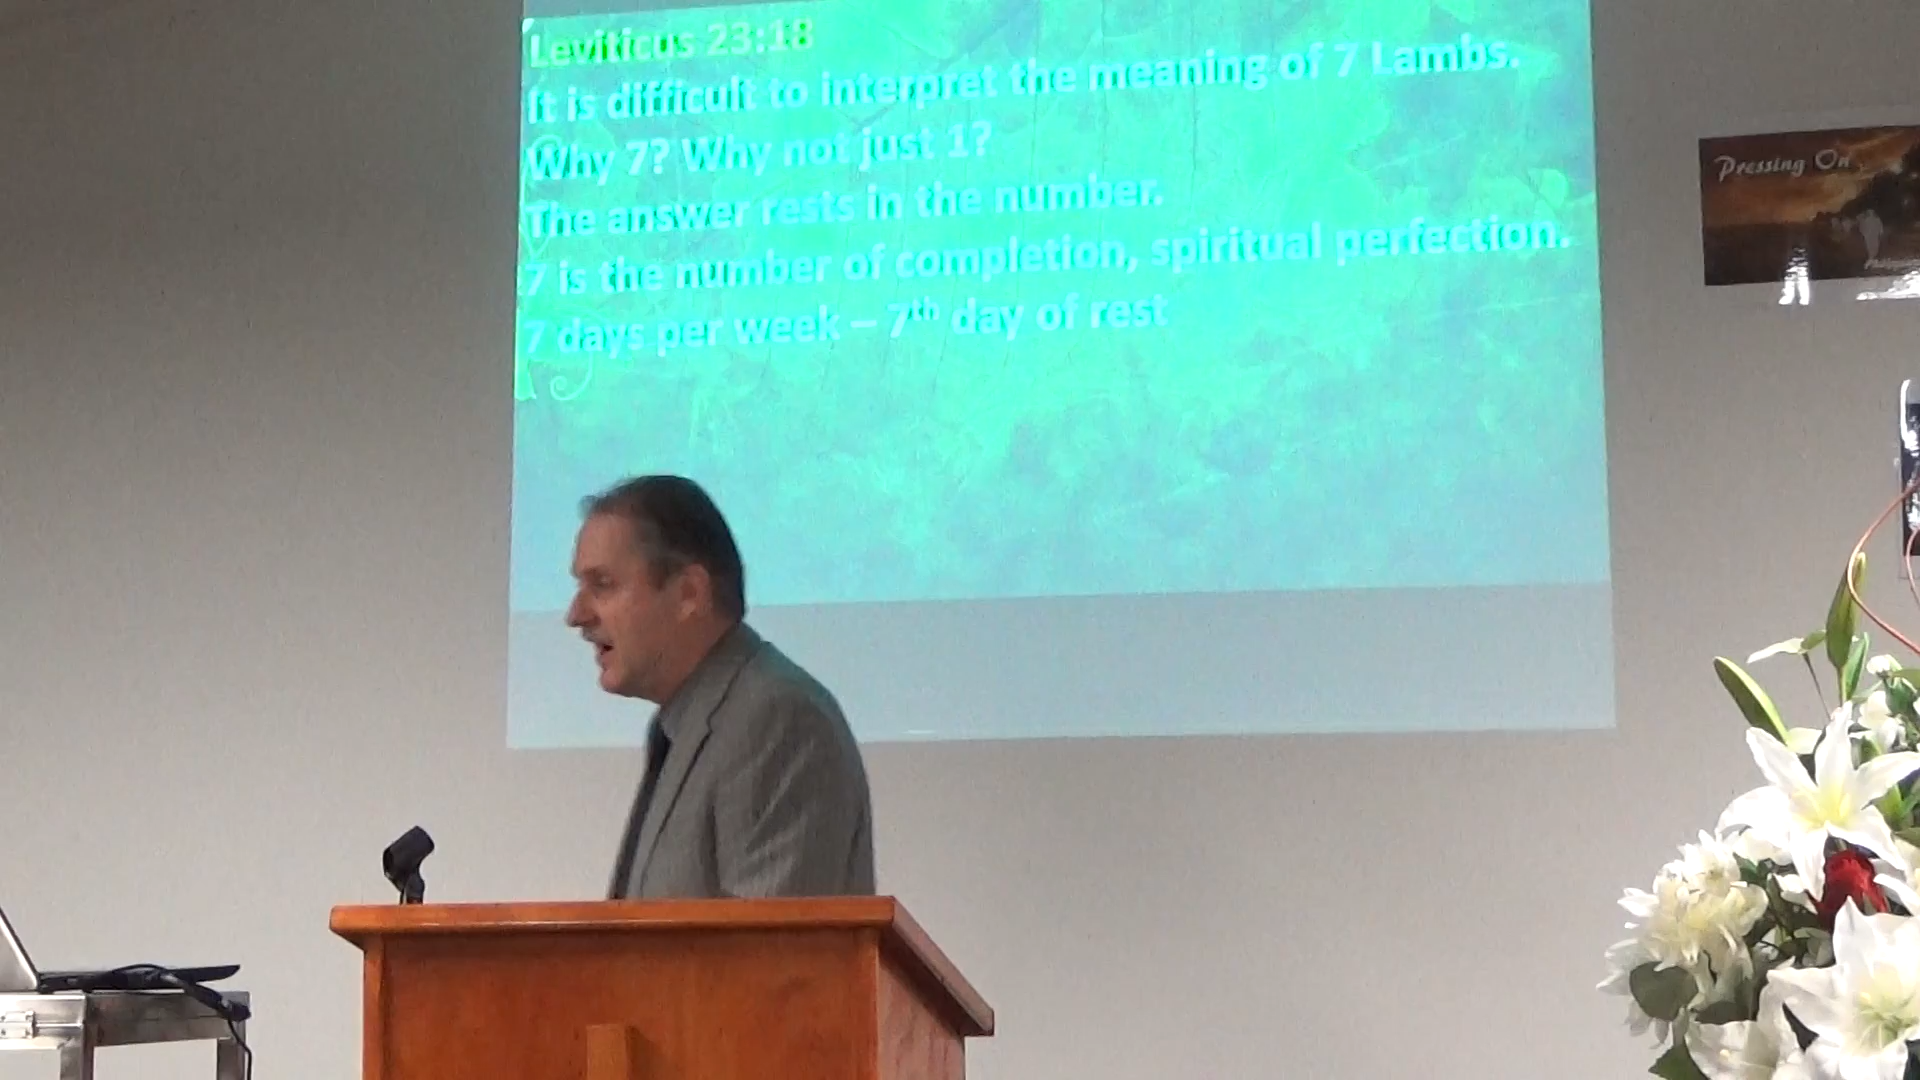 Leviticus 23:18
It is difficult to interpret the meaning of 7 Lambs.
Why 7? Why not just 1?
The answer rests in the number.
7 is the number of completion, spiritual perfection.
7 days per week – 7th day of rest
Pressing On